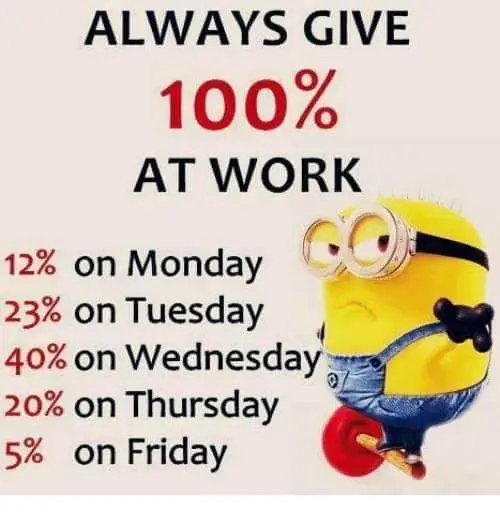 ALWAYS GIVE
100%
AT WORK
12% on Monday
23% on Tuesday
40% on Wednesday
20% on Thursday
5% on Friday